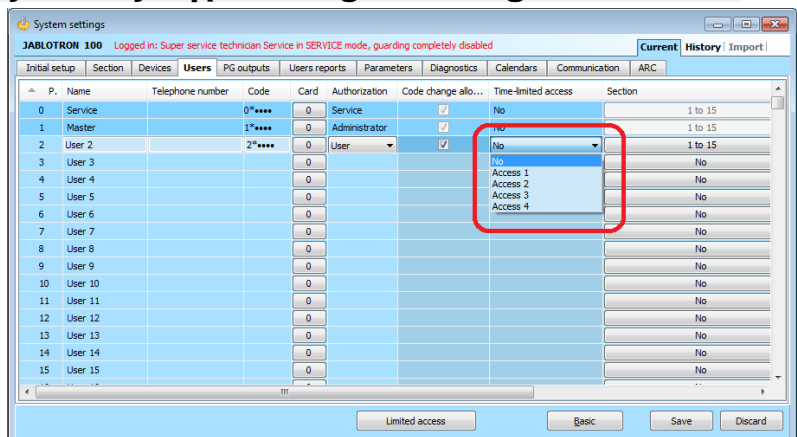 System settings
JABLOTRON 100 Logged in: Super service technician Service in SERVICE mode, guarding completely disabled Current History Import
Initial setup Section Devices Users PG outputs Users reports Parameters Diagnostics Calendars Communication ARC
P. Name Telephone number Code Card Authorization Code change allo... Time-limited access Section
0 Service 0*•••• 0 Service No 1 to 15
1 Master 1*•••• 0 Administrator No 1 to 15
2 User 2 2*•••• 0 User No 1 to 15
3 User 3 0 No No
4 User 4 0 Access 1 No
5 User 5 0 Access 2 Access 3 No
6 User 6 0 Access 4 No
7 User 7 0 No
8 User 8 0 No
9 User 9 0 No
10 User 10 0 No
11 User 11 0 No
12 User 12 0 No
13 User 13 0 No
14 User 14 0 No
15 User 15 0 No
Limited access Basic Save Discard